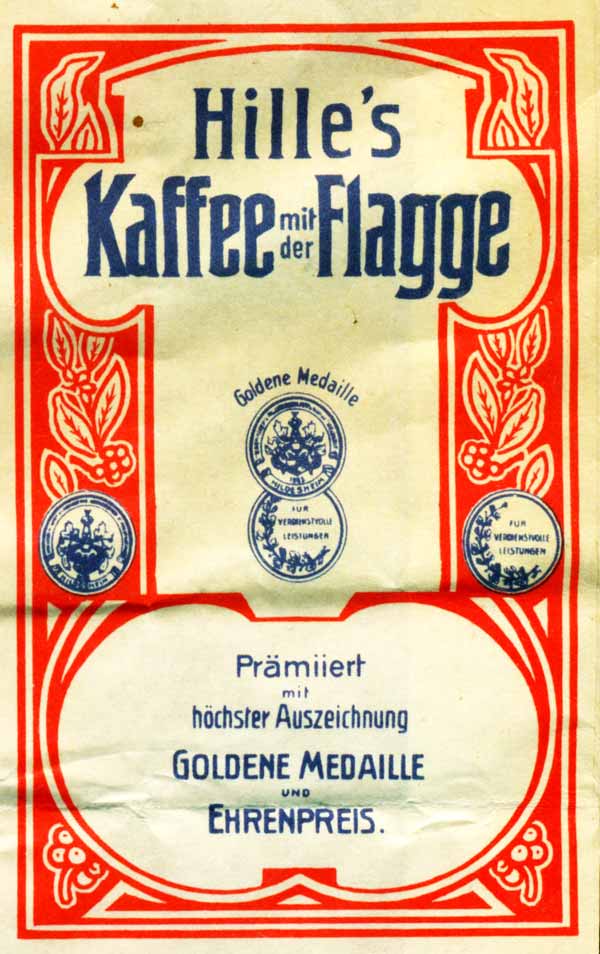 Hille's
Kaffee mit der Flagge
Goldene Medaille
HILDESHEIM
FÜR
VERDIENSTVOLLE
LEISTUNGEN
FÜR
VERDIENSTVOLLE
LEISTUNGEN
Prämiiert
mit
höchster Auszeichnung
GOLDENE MEDAILLE
UND
EHRENPREIS.